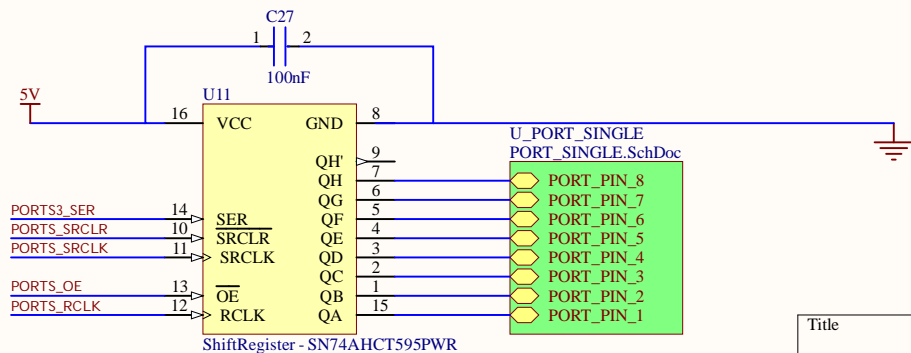 C27
1 2
100nF
5V
U11
16 VCC GND 8
U_PORT_SINGLE
PORT_SINGLE.SchDoc
QH' 9
QH 7 PORT_PIN_8
QG 6 PORT_PIN_7
PORTS3_SER 14 SER QF 5 PORT_PIN_6
PORTS_SRCLR 10 SRCLR QE 4 PORT_PIN_5
PORTS_SRCLK 11 SRCLK QD 3 PORT_PIN_4
QC 2 PORT_PIN_3
PORTS_OE 13 OE QB 1 PORT_PIN_2
PORTS_RCLK 12 RCLK QA 15 PORT_PIN_1
ShiftRegister - SN74AHCT595PWR
Title